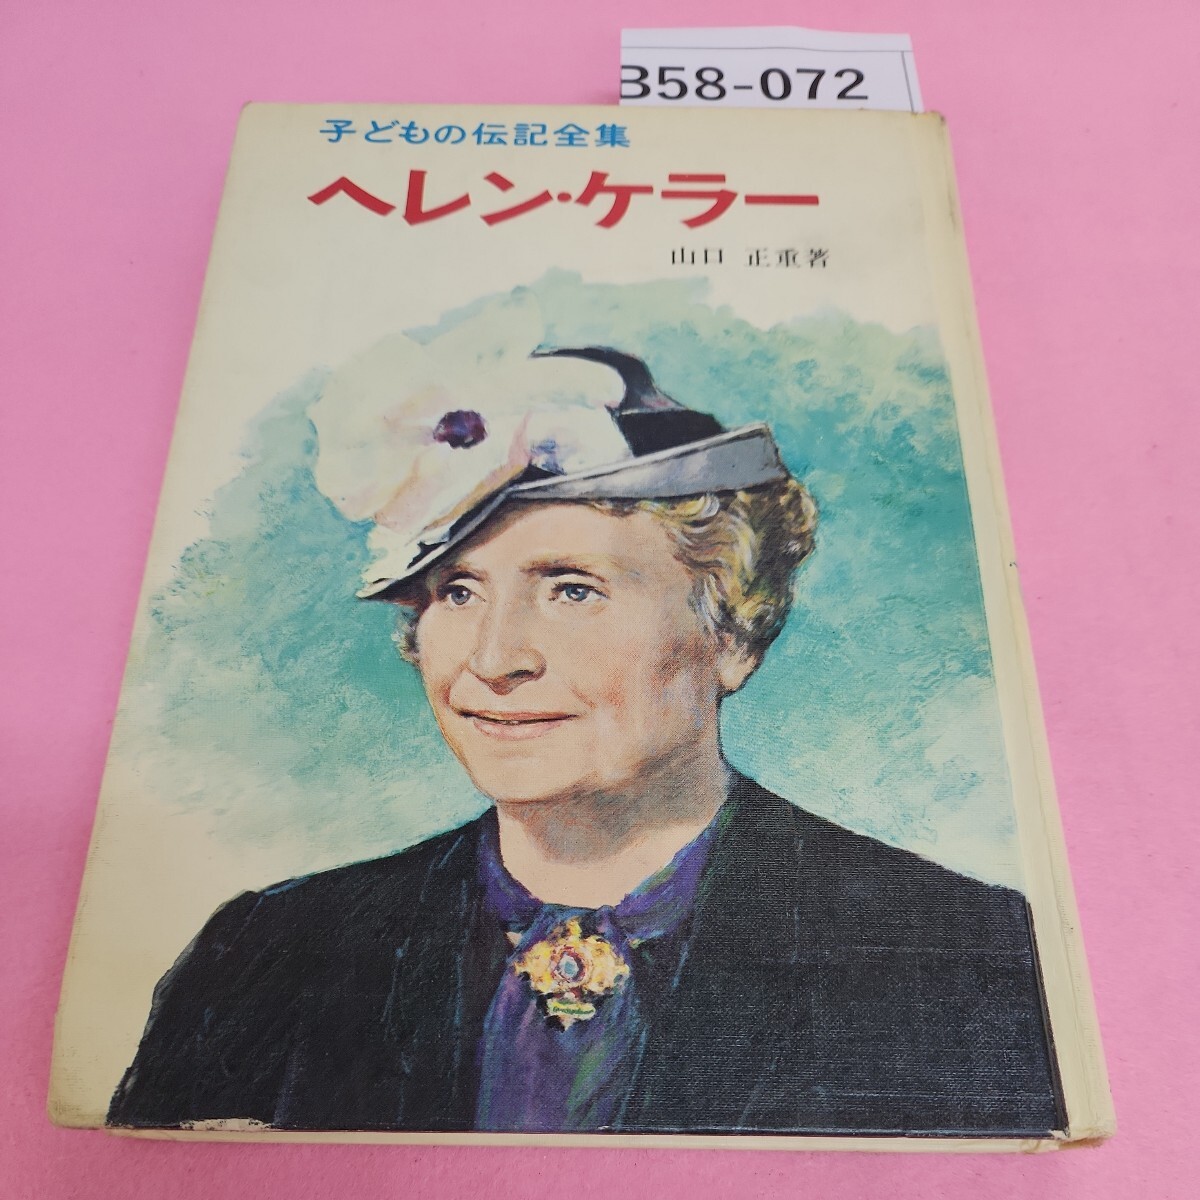 B58-072
子どもの伝記全集
ヘレン・ケラー
山口 正重著